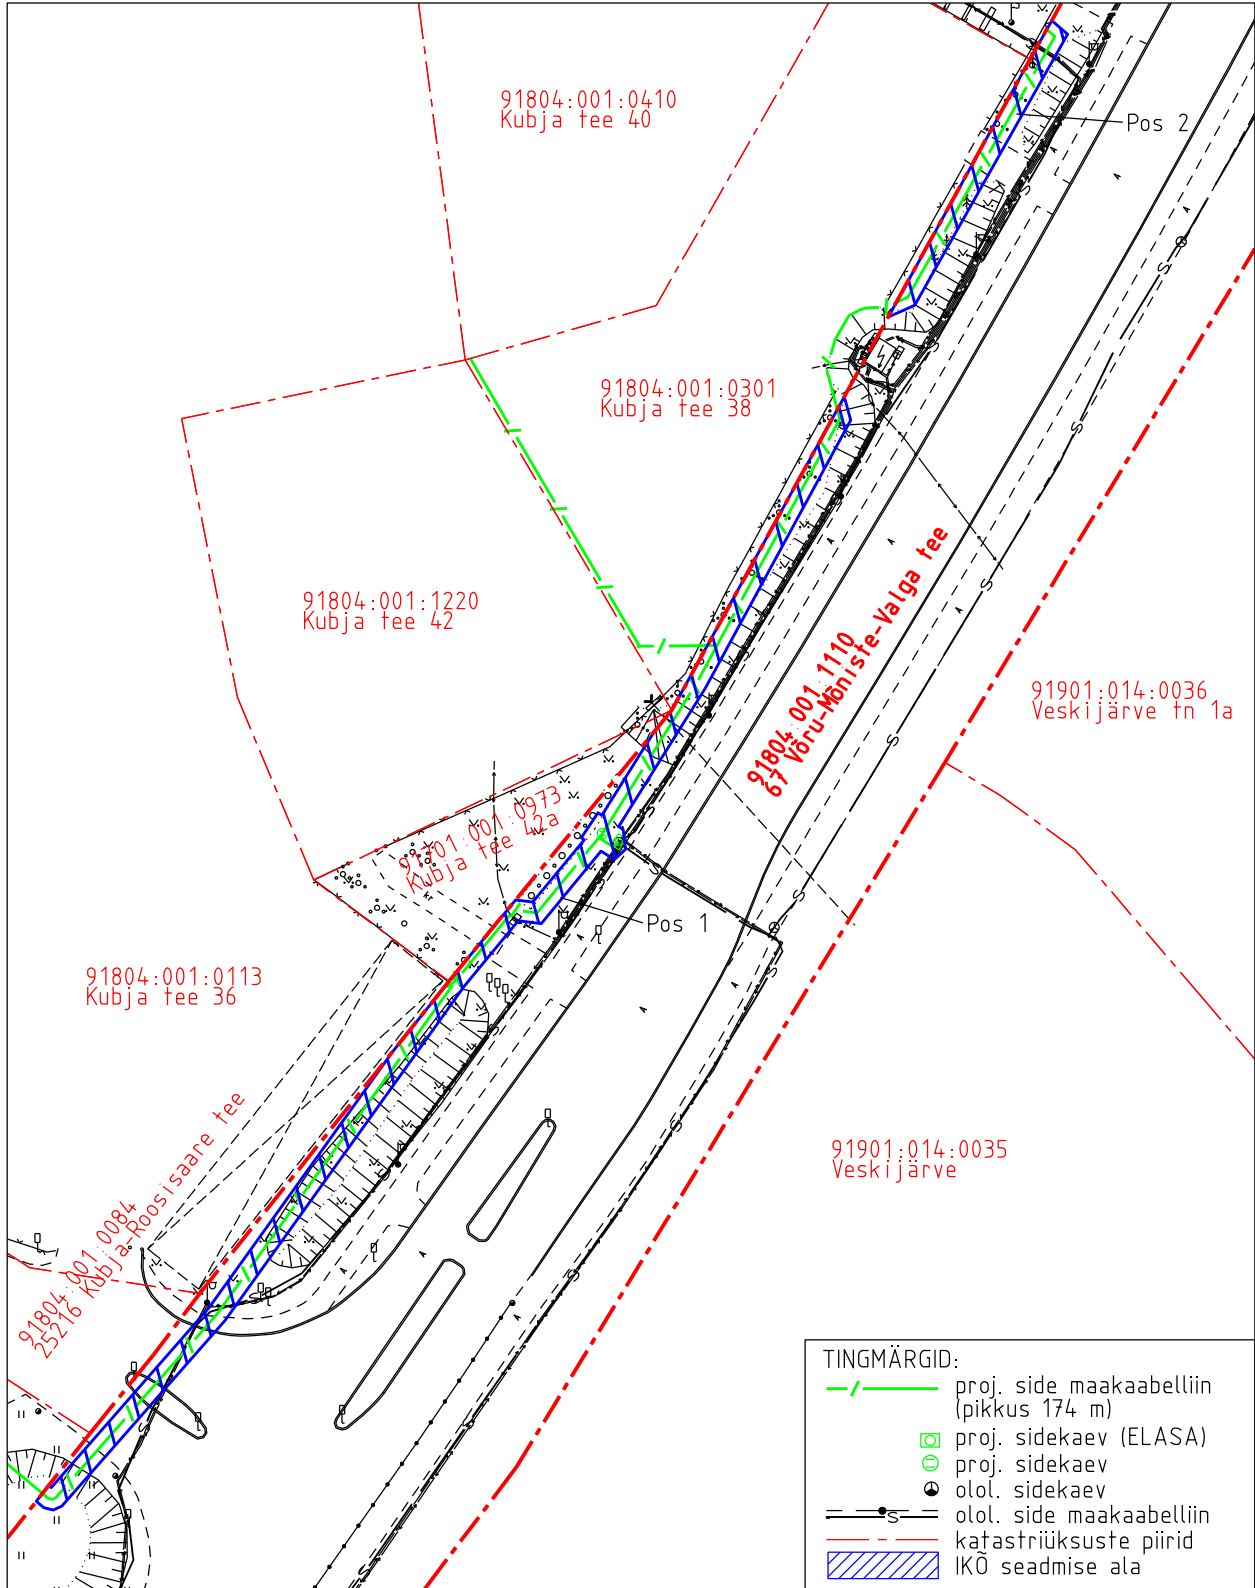 91804:001:0410
Kubja tee 40
Pos 2
91804:001:0301
Kubja tee 38
91804:001:1220
Kubja tee 42
91804:001:1110
67 Võru-Mõniste-Valga tee
91901:014:0036
Veskijärve tn 1a
91701:001:0973
Kubja tee 42a
Pos 1
91804:001:0113
Kubja tee 36
91804:001:0084
25216 Kubja-Roosisaare tee
91901:014:0035
Veskijärve
TINGMÄRGID:
proj. side maakaabelliin
(pikkus 174 m)
proj. sidekaev (ELASA)
proj. sidekaev
olol. sidekaev
olol. side maakaabelliin
katastriüksuste piirid
IKÕ seadmise ala